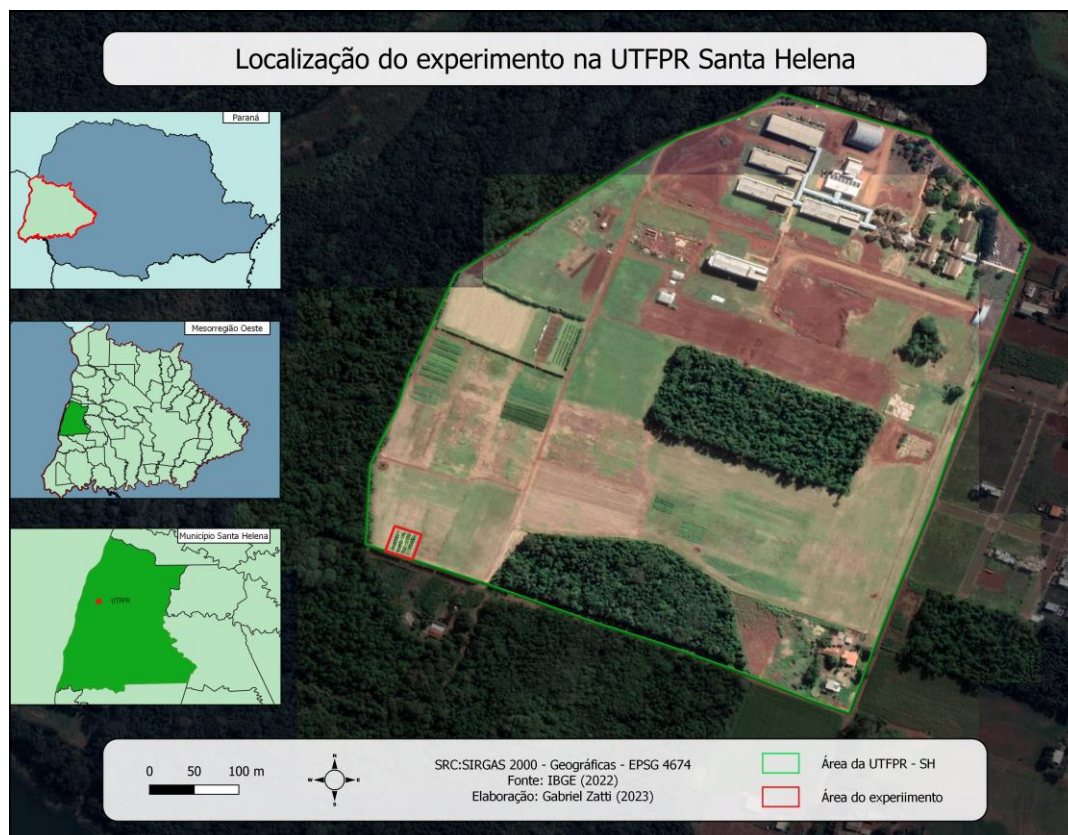 Localização do experimento na UTFPR Santa Helena
Paraná
Mesorregião Oeste
Município Santa Helena
UTFPR
0 50 100 m
N
W E
S
SRC:SIRGAS 2000 - Geográficas - EPSG 4674
Fonte: IBGE (2022)
Elaboração: Gabriel Zatti (2023)
Área da UTFPR - SH
Área do experiimento